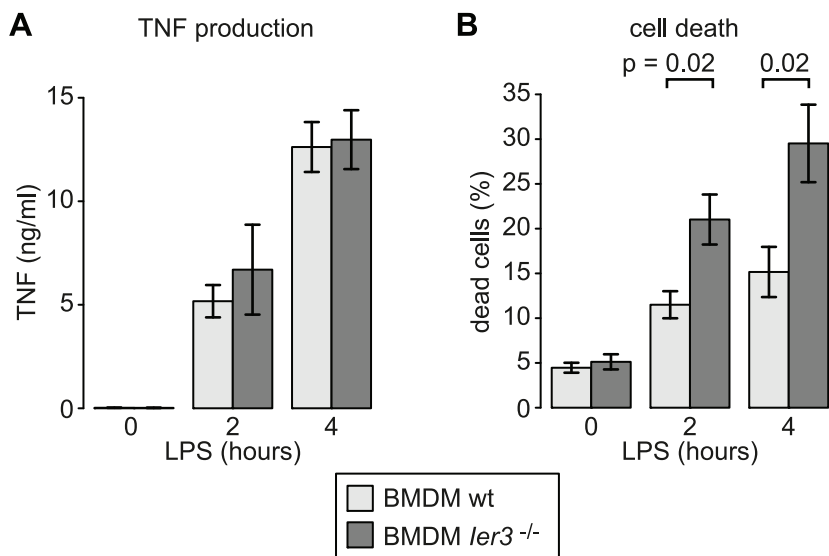 A
TNF production
TNF (ng/ml)
15
10
5
0
0 2 4
LPS (hours)
B
cell death
p = 0.02 0.02
dead cells (%)
35
30
25
20
15
10
5
0
0 2 4
LPS (hours)
BMDM wt
BMDM Ier3 -/-